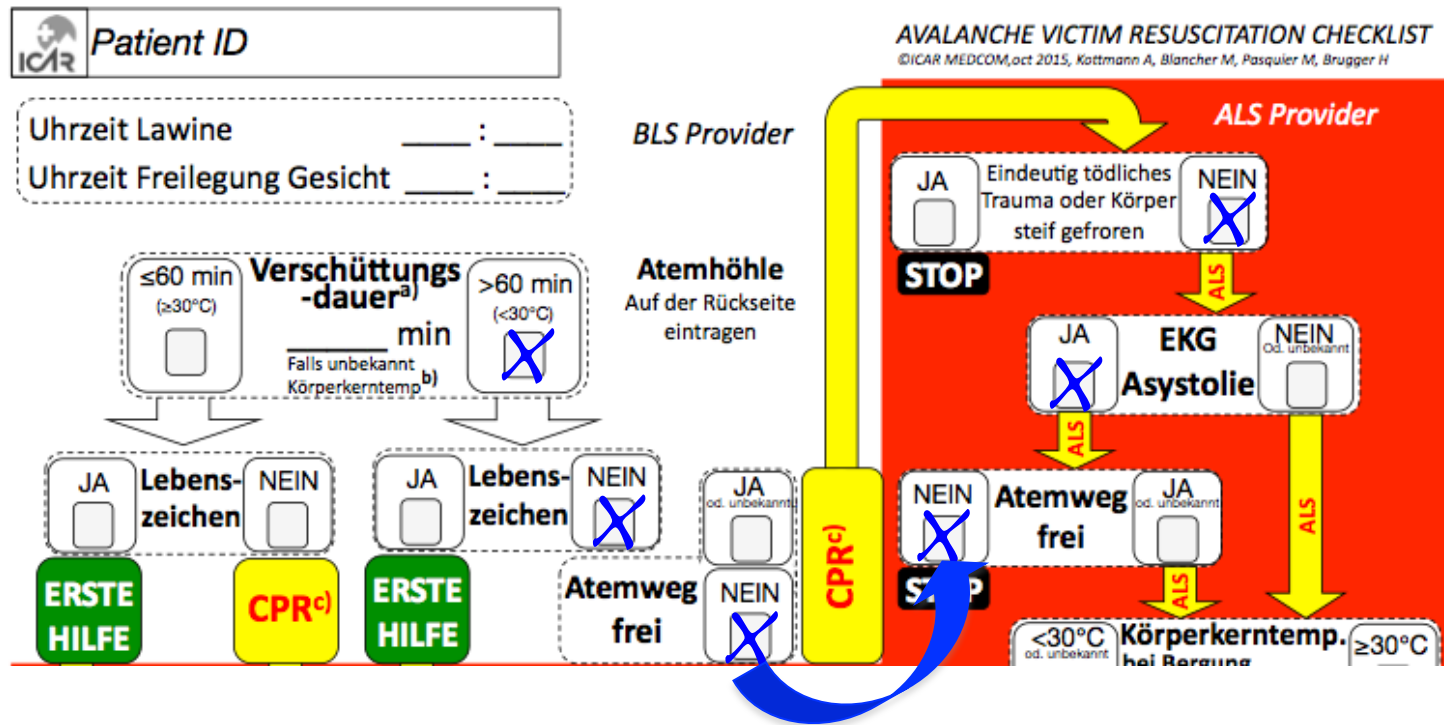 ICAR
Patient ID
AVALANCHE VICTIM RESUSCITATION CHECKLIST
©ICAR MEDCOM,oct 2015, Kottmann A, Blancher M, Pasquier M, Brugger H
Uhrzeit Lawine ____ : ____
Uhrzeit Freilegung Gesicht ____ : ____
BLS Provider
ALS Provider
JA
Eindeutig tödliches
Trauma oder Körper
steif gefroren
NEIN
STOP
ALS
≤60 min
(≥30°C)
Verschüttungs
-dauer a)
_____ min
Falls unbekannt
Körperkerntemp b)
>60 min
(<30°C)
Atemhöhle
Auf der Rückseite
eintragen
JA
EKG
Asystolie
NEIN
Od. unbekannt
ALS
ALS
JA
Lebens-
zeichen
NEIN
JA
Lebens-
zeichen
NEIN
JA
od. unbekannt
Atemweg
frei
NEIN
ERSTE
HILFE
CPR c)
ERSTE
HILFE
CPR c)
NEIN
Atemweg
frei
JA
od. unbekannt
STOP
ALS
<30°C
od. unbekannt
Körperkerntemp.
bei Bergung
≥30°C